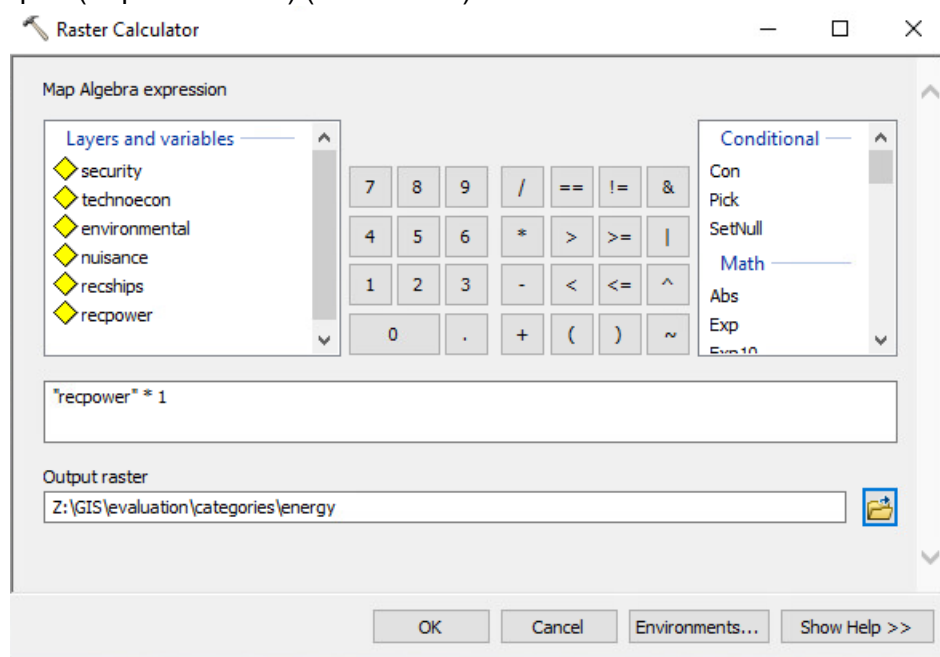 Raster Calculator
Map Algebra expression
Layers and variables
security
technoecon
environmental
nuisance
recships
recpower
7 8 9 / == != &
4 5 6 * > >= |
1 2 3 - < <= ^
0 . + ( ) ~
Conditional
Con
Pick
SetNull
Math
Abs
Exp
Exp10
"recpower" * 1
Output raster
Z:\GIS\evaluation\categories\energy
OK Cancel Environments... Show Help >>